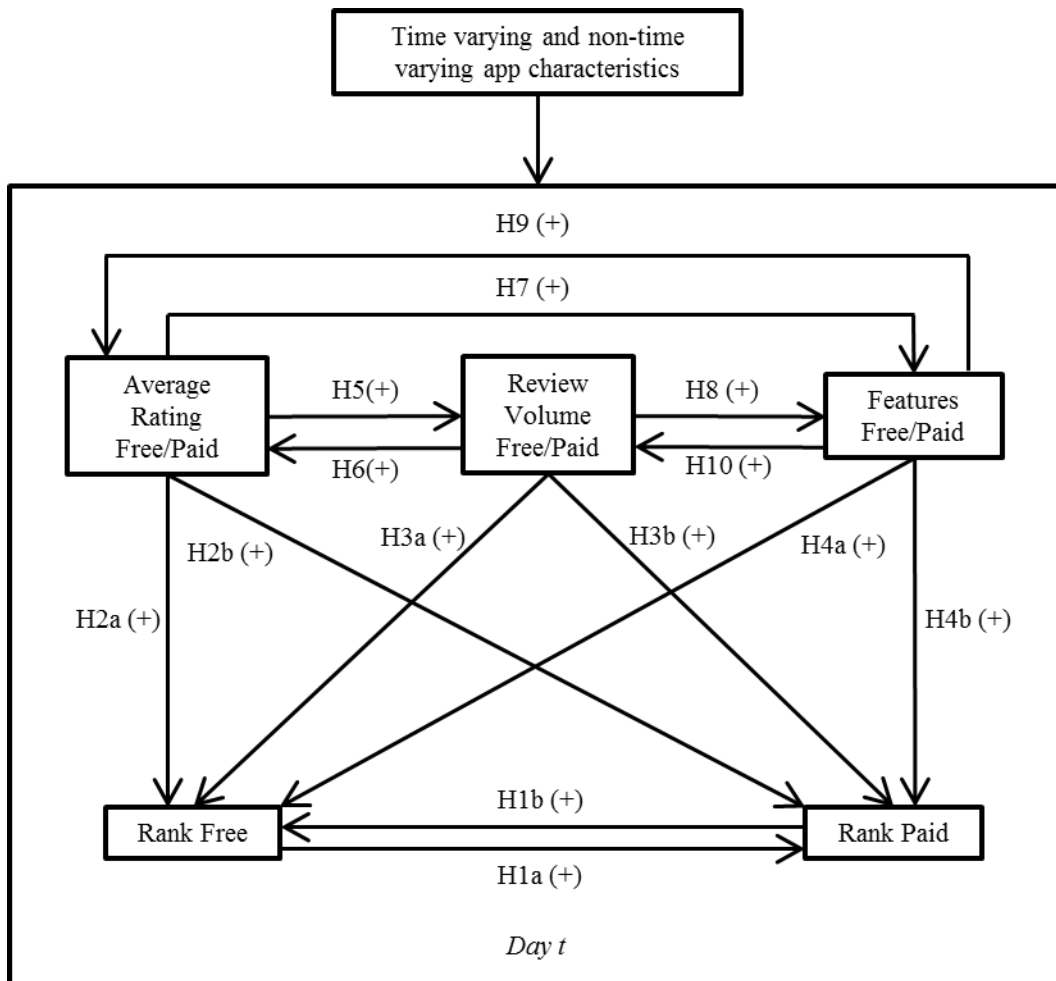 Time varying and non-time
varying app characteristics
H9 (+)
H7 (+)
Average
Rating
Free/Paid
H5(+)
H6(+)
Review
Volume
Free/Paid
H8 (+)
H10 (+)
Features
Free/Paid
H2b (+)
H3a (+)
H3b (+)
H4a (+)
H2a (+)
H4b (+)
Rank Free
H1b (+)
H1a (+)
Rank Paid
Day t